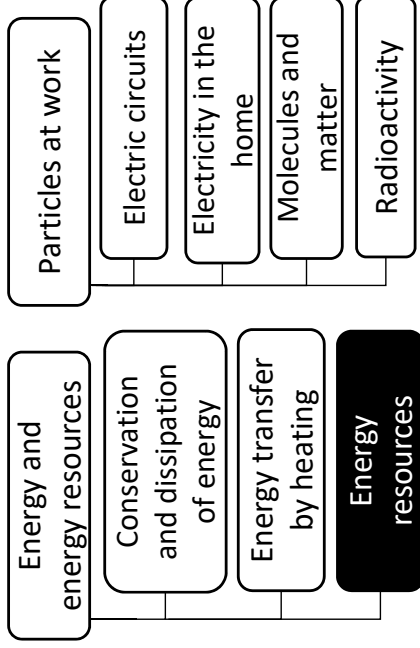 Energy and
energy resources
Conservation
and dissipation
of energy
Energy transfer
by heating
Energy
resources
Particles at work
Electric circuits
Electricity in the
home
Molecules and
matter
Radioactivity